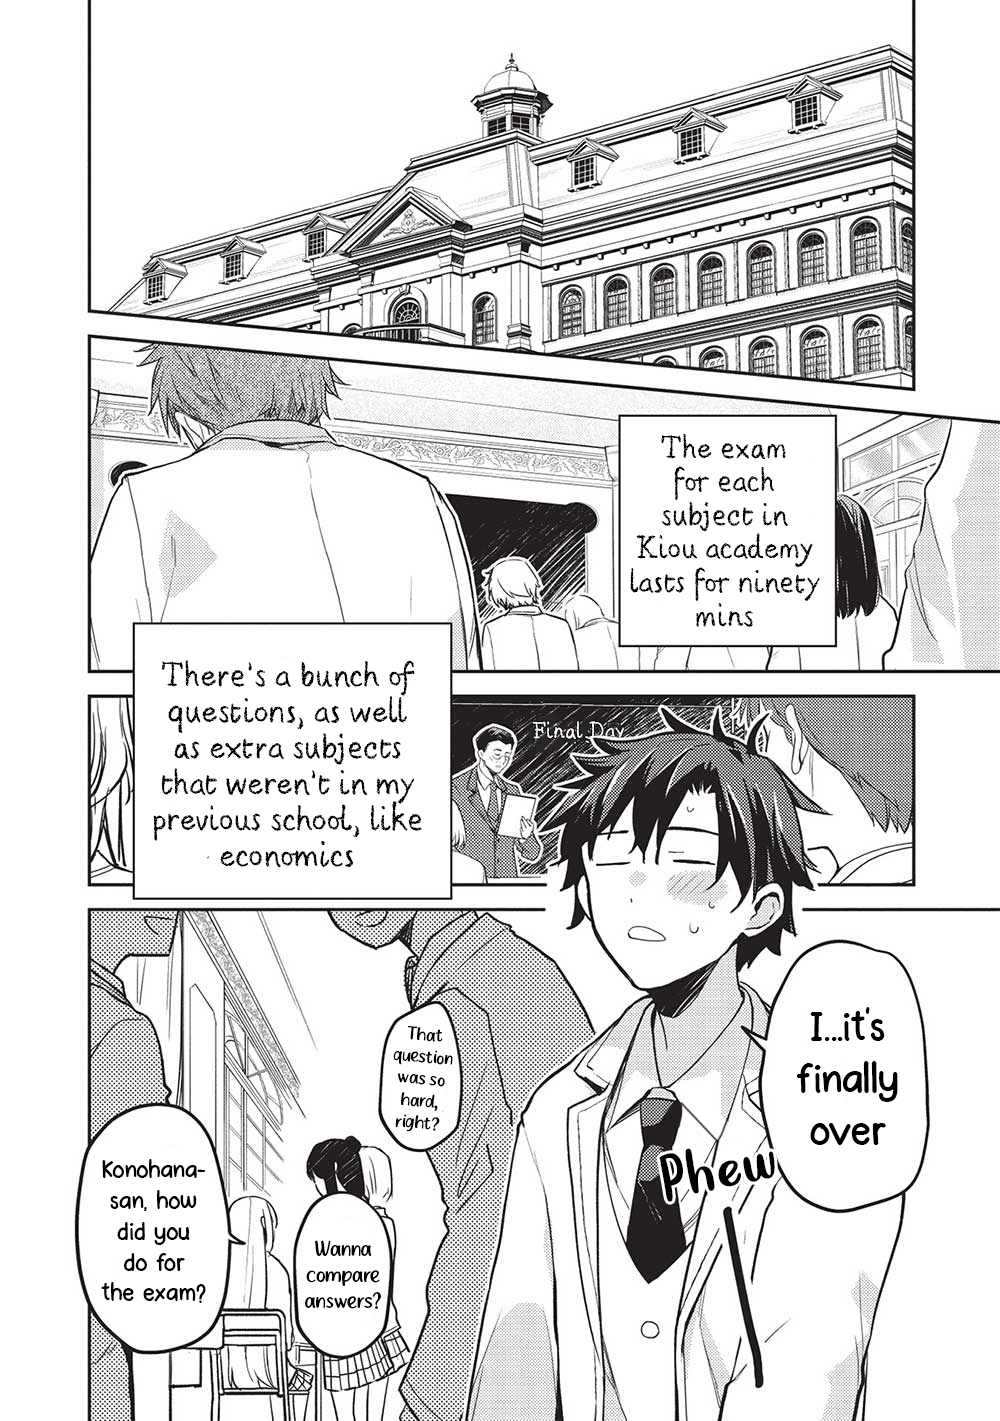 The exam
for each
subject in
Kiou academy
lasts for ninety
mins
There's a bunch of
questions, as well
as extra subjects
that weren't in my
previous school, like
economics
Final Day
I...it's
finally
over
Phew
That
question
was so
hard,
right?
Wanna
compare
answers?
Konohana-
san, how
did you
do for
the exam?